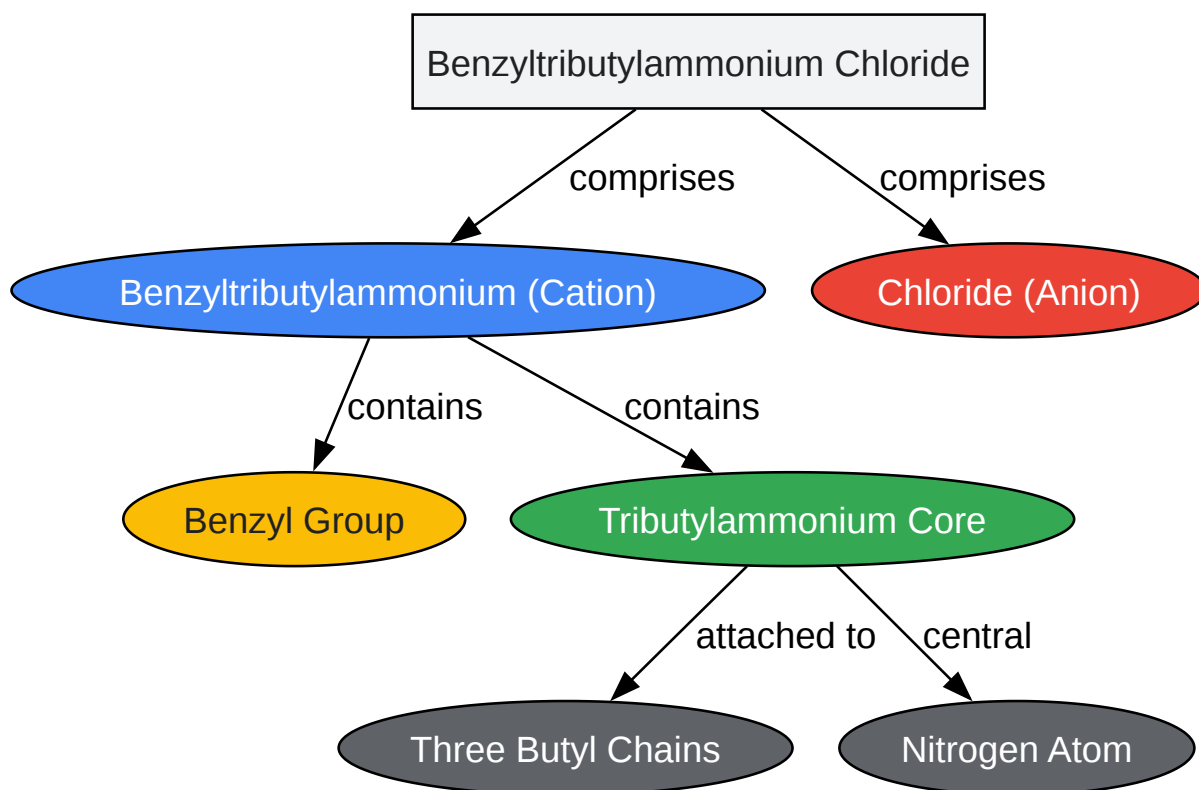 Benzyltributylammonium Chloride
comprises
comprises
Benzyltributylammonium (Cation)
Chloride (Anion)
contains
contains
Benzyl Group
Tributylammonium Core
attached to
central
Three Butyl Chains
Nitrogen Atom